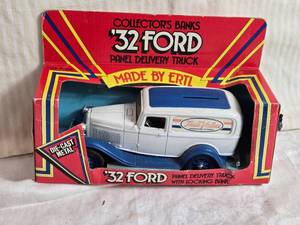 COLLECTOR'S BANKS
'32 FORD
PANEL DELIVERY TRUCK
MADE BY ERTL
DIE-CAST
METAL
'32 FORD
PANEL DELIVERY TRUCK
WITH LOCKING BANK